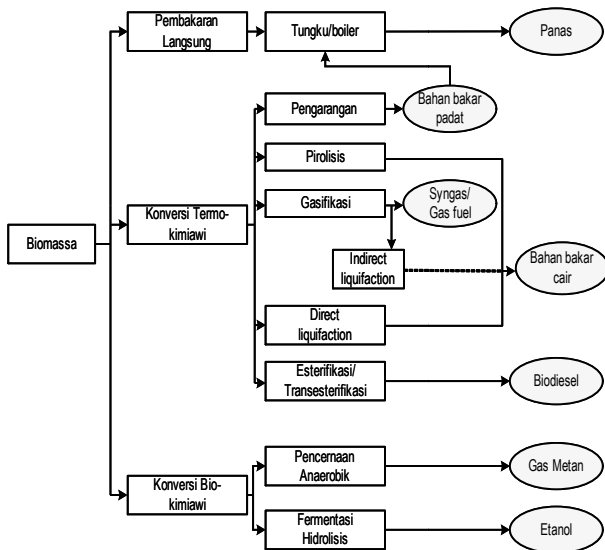 Pembakaran
Langsung
Tungku/boiler
Panas
Pengarangan
Bahan bakar
padat
Pirolisis
Gasifikasi
Syngas/
Gas fuel
Biomassa
Konversi Termo-
kimiawi
Indirect
liquifaction
Bahan bakar
cair
Direct
liquifaction
Esterifikasi/
Transesterifikasi
Biodiesel
Pencernaan
Anaerobik
Gas Metan
Konversi Bio-
kimiawi
Fermentasi
Hidrolisis
Etanol